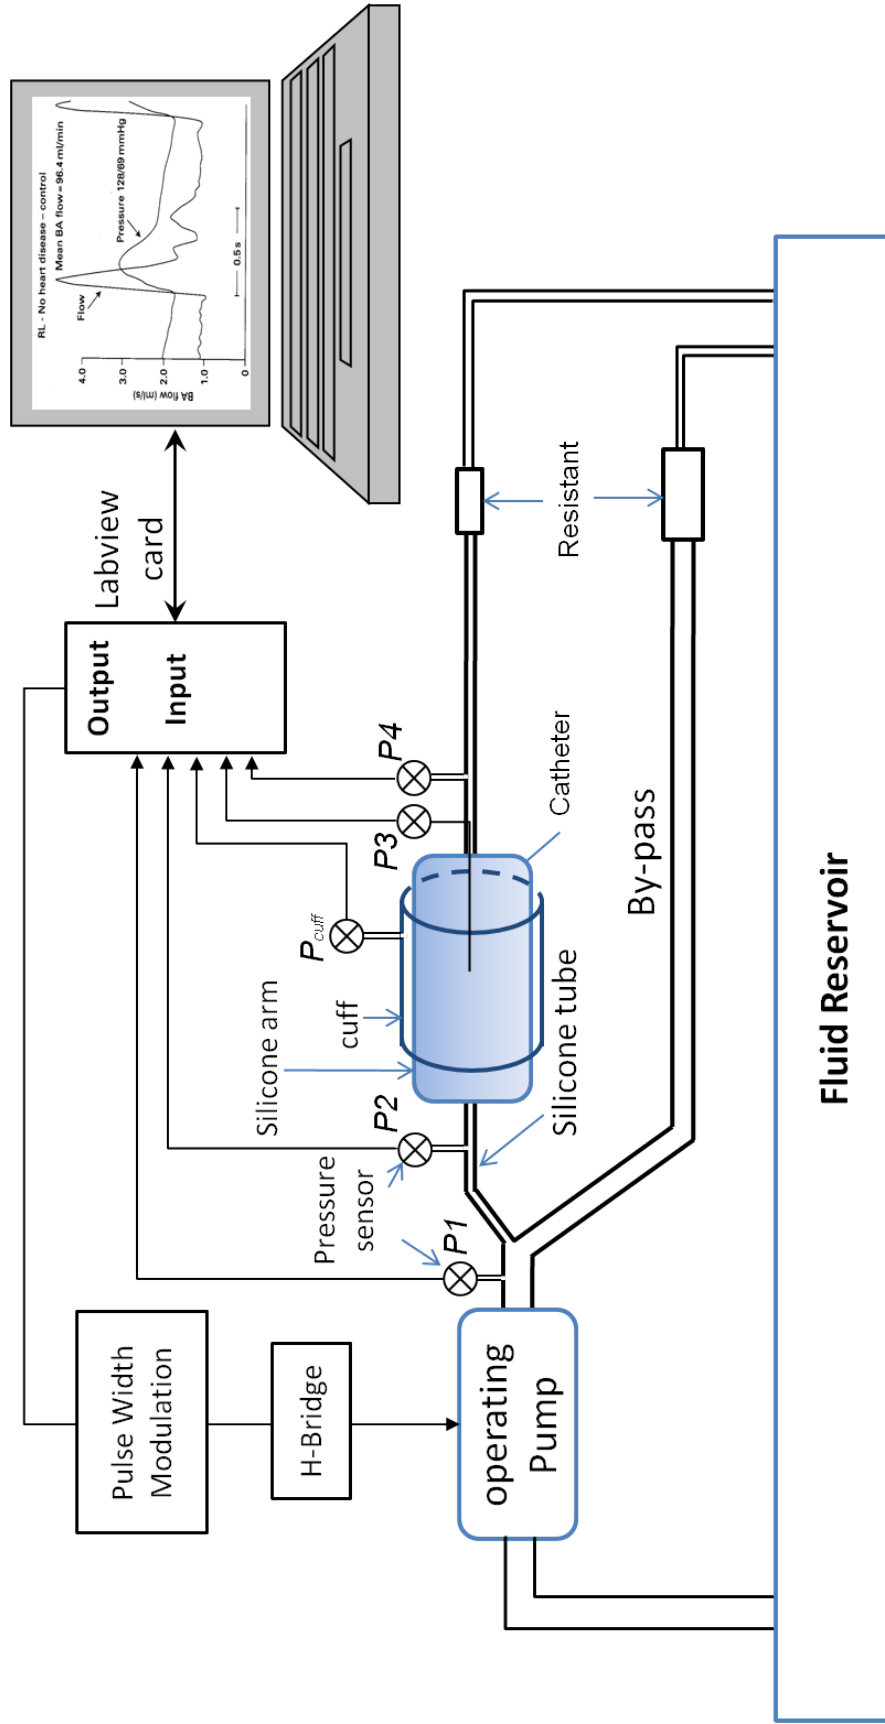 RL - No heart disease – control
Mean BA flow = 96.4 ml/min
Flow
Pressure 128/69 mmHg
BA flow (ml/s)
4.0
3.0
2.0
1.0
0
0.5 s
Labview
card
Output
Input
Pulse Width
Modulation
H-Bridge
operating
Pump
Pressure
sensor
P1
P2
Pcuff
P3
P4
Silicone arm
cuff
Silicone tube
Catheter
Resistant
By-pass
Fluid Reservoir